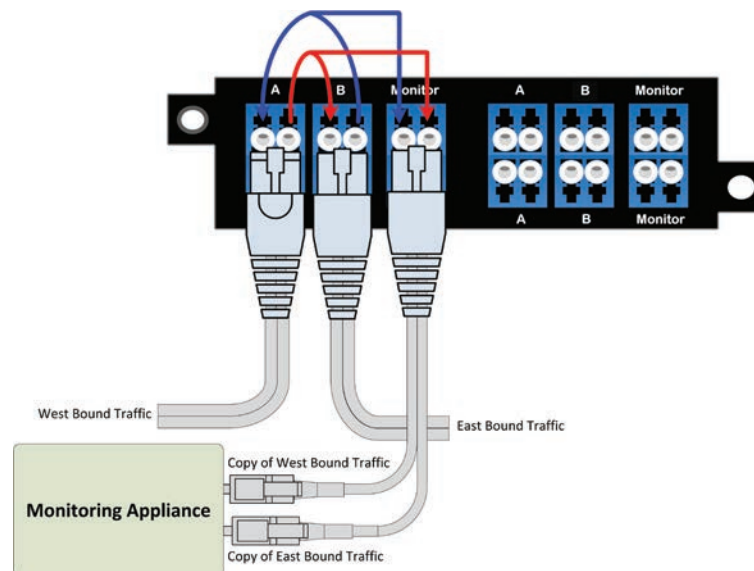 A B Monitor A B Monitor
A B Monitor
West Bound Traffic
East Bound Traffic
Copy of West Bound Traffic
Monitoring Appliance
Copy of East Bound Traffic